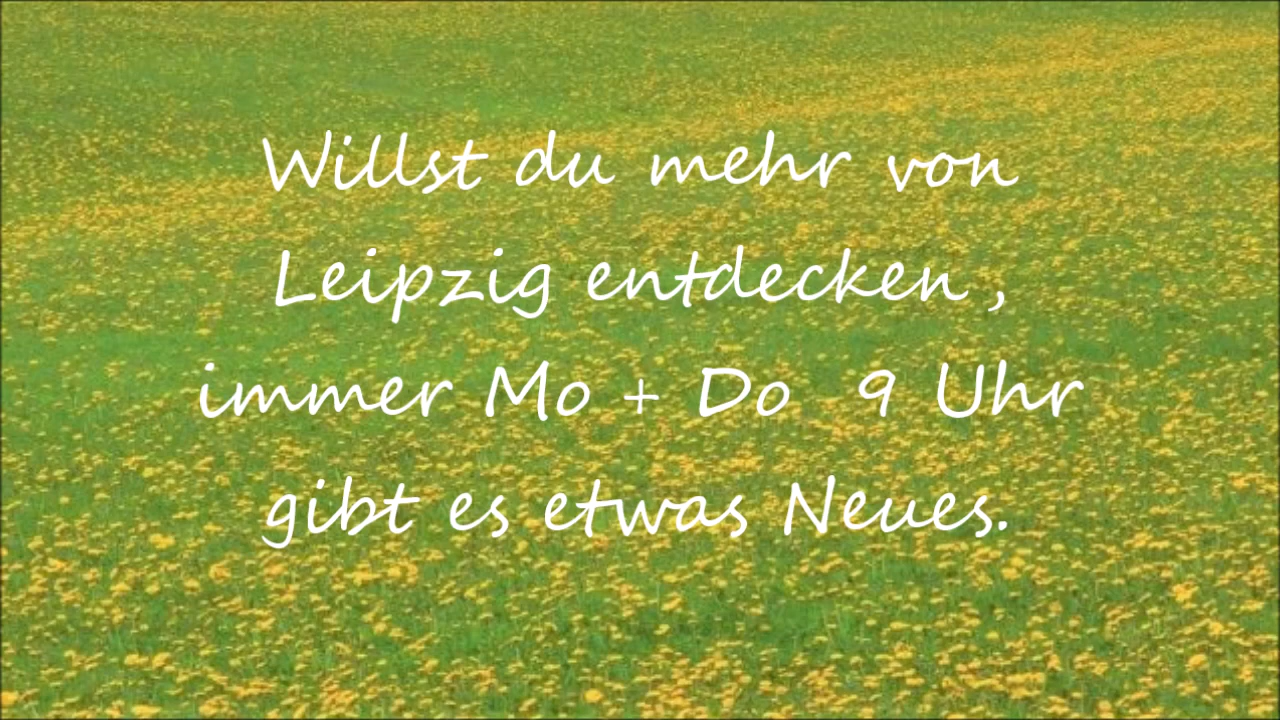 Willst du mehr von
Leipzig entdecken ,
immer Mo + Do 9 Uhr
gibt es etwas Neues.